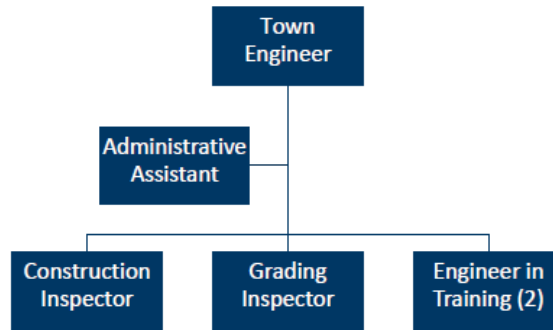 Town
Engineer
Administrative
Assistant
Construction
Inspector
Grading
Inspector
Engineer in
Training (2)